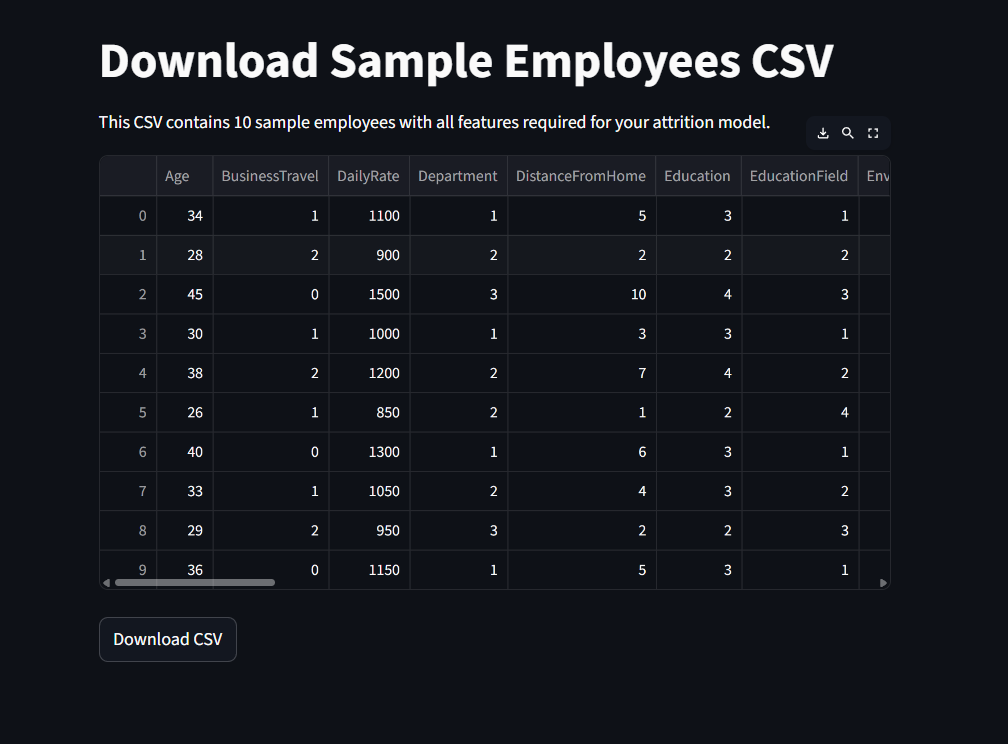 Download Sample Employees CSV
This CSV contains 10 sample employees with all features required for your attrition model.
Age BusinessTravel DailyRate Department DistanceFromHome Education EducationField Env
0 34 1 1100 1 5 3 1
1 28 2 900 2 2 2 2
2 45 0 1500 3 10 4 3
3 30 1 1000 1 3 3 1
4 38 2 1200 2 7 4 2
5 26 1 850 2 1 2 4
6 40 0 1300 1 6 3 1
7 33 1 1050 2 4 3 2
8 29 2 950 3 2 2 3
9 36 0 1150 1 5 3 1
Download CSV